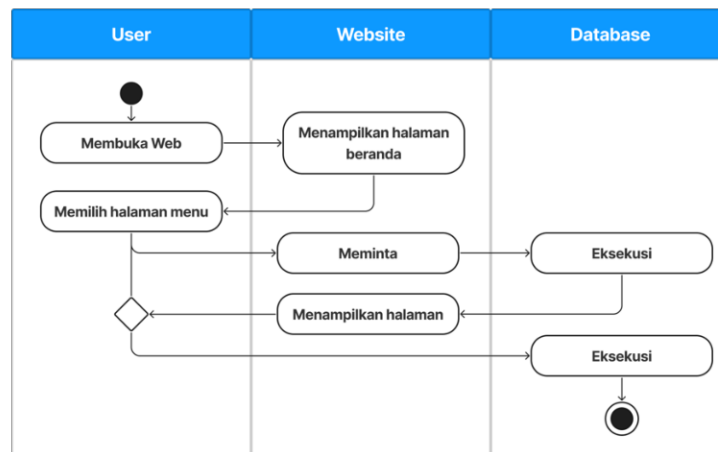 User
Website
Database
Membuka Web
Menampilkan halaman
beranda
Memilih halaman menu
Meminta
Eksekusi
Menampilkan halaman
Eksekusi